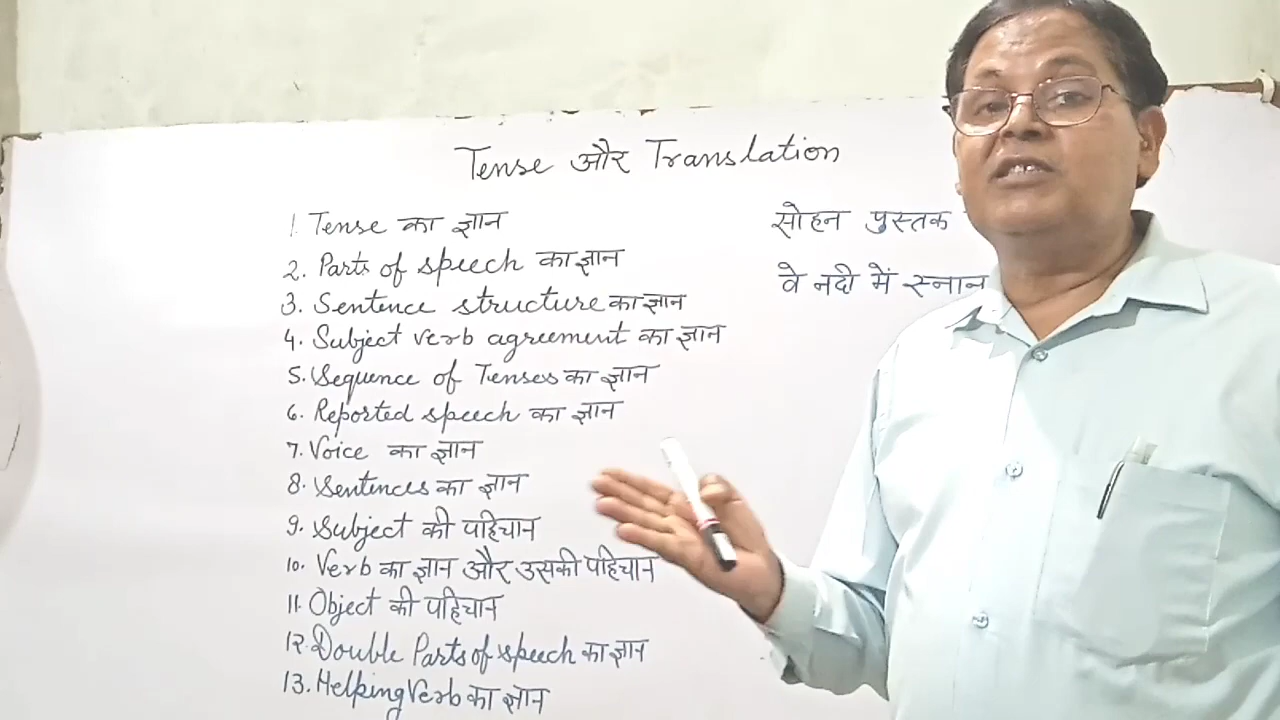 Tense और Translation
1. Tense का ज्ञान
2. Parts of speech का ज्ञान
3. Sentence structure का ज्ञान
4. Subject verb agreement का ज्ञान
5. Sequence of Tenses का ज्ञान
6. Reported speech का ज्ञान
7. Voice का ज्ञान
8. Sentences का ज्ञान
9. Subject की पहिचान
10. Verb का ज्ञान और उसकी पहिचान
11. Object की पहिचान
12. Double Parts of speech का ज्ञान
13. Helping Verb का ज्ञान
सोहन पुस्तक
वे नदी में स्नान